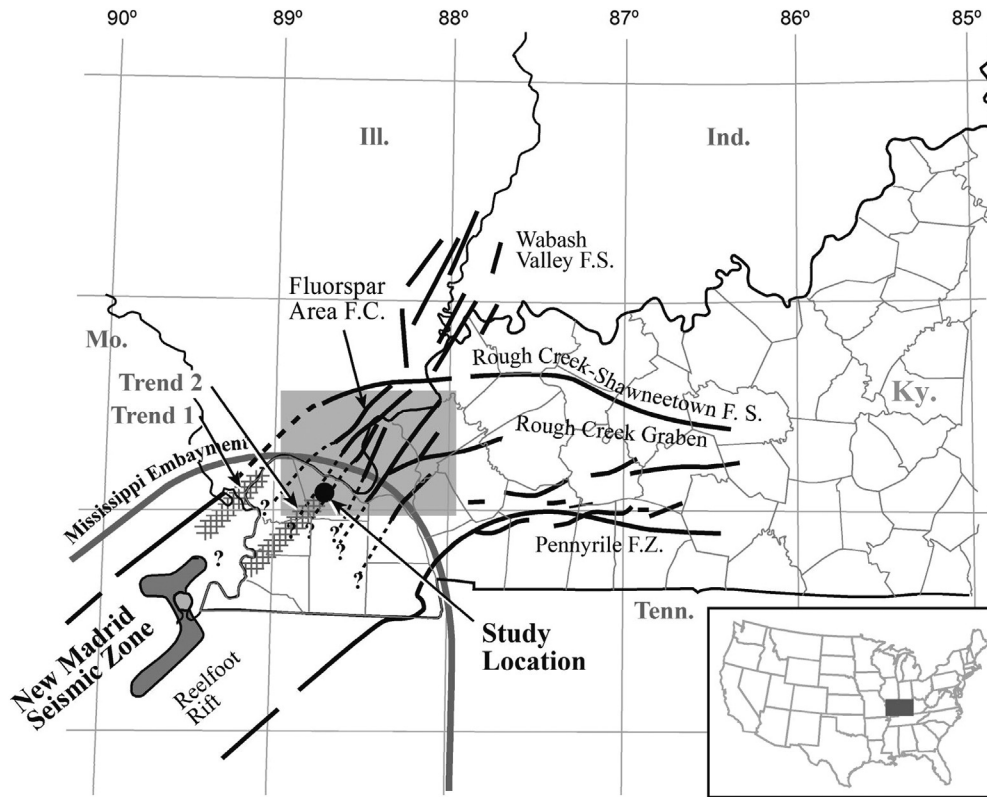 90º
89º
88º
87º
86º
85º
Ill.
Ind.
Wabash
Valley F.S.
Fluorspar
Area F.C.
Mo.
Trend 2
Trend 1
Rough Creek-Shawneetown F. S.
Ky.
Rough Creek Graben
Mississippi Embayment
?
?
?
?
?
?
?
?
Pennyrile F.Z.
Tenn.
Study
Location
New Madrid
Seismic Zone
Reelfoot
Rift